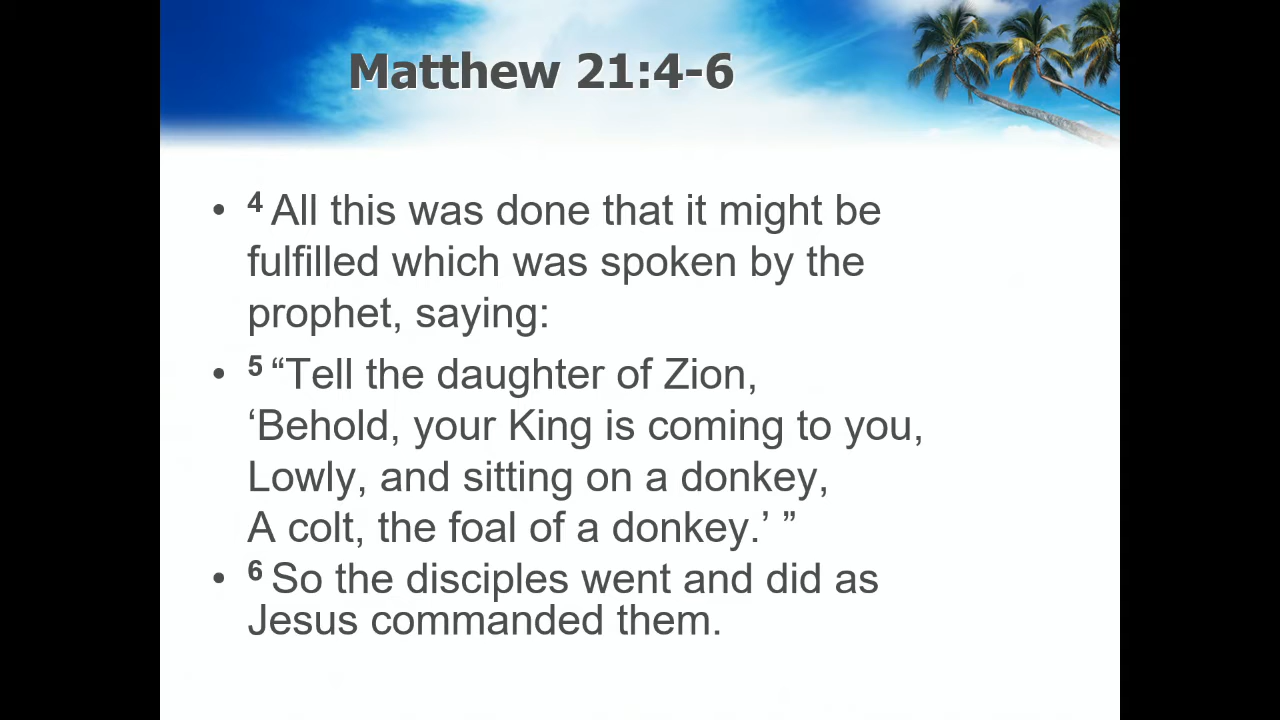 Matthew 21:4-6
• 4 All this was done that it might be
fulfilled which was spoken by the
prophet, saying:
• 5 “Tell the daughter of Zion,
‘Behold, your King is coming to you,
Lowly, and sitting on a donkey,
A colt, the foal of a donkey.’ ”
• 6 So the disciples went and did as
Jesus commanded them.